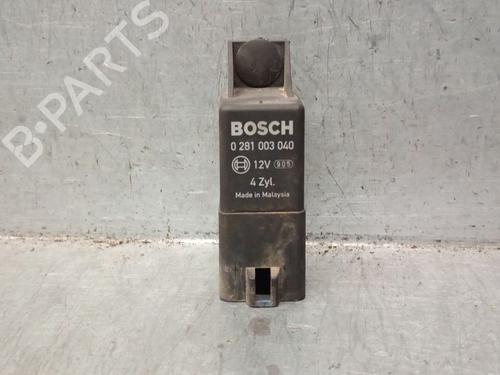 B-PARTS
BOSCH
0 281 003 040
12V 905
4 Zyl.
Made in Malaysia